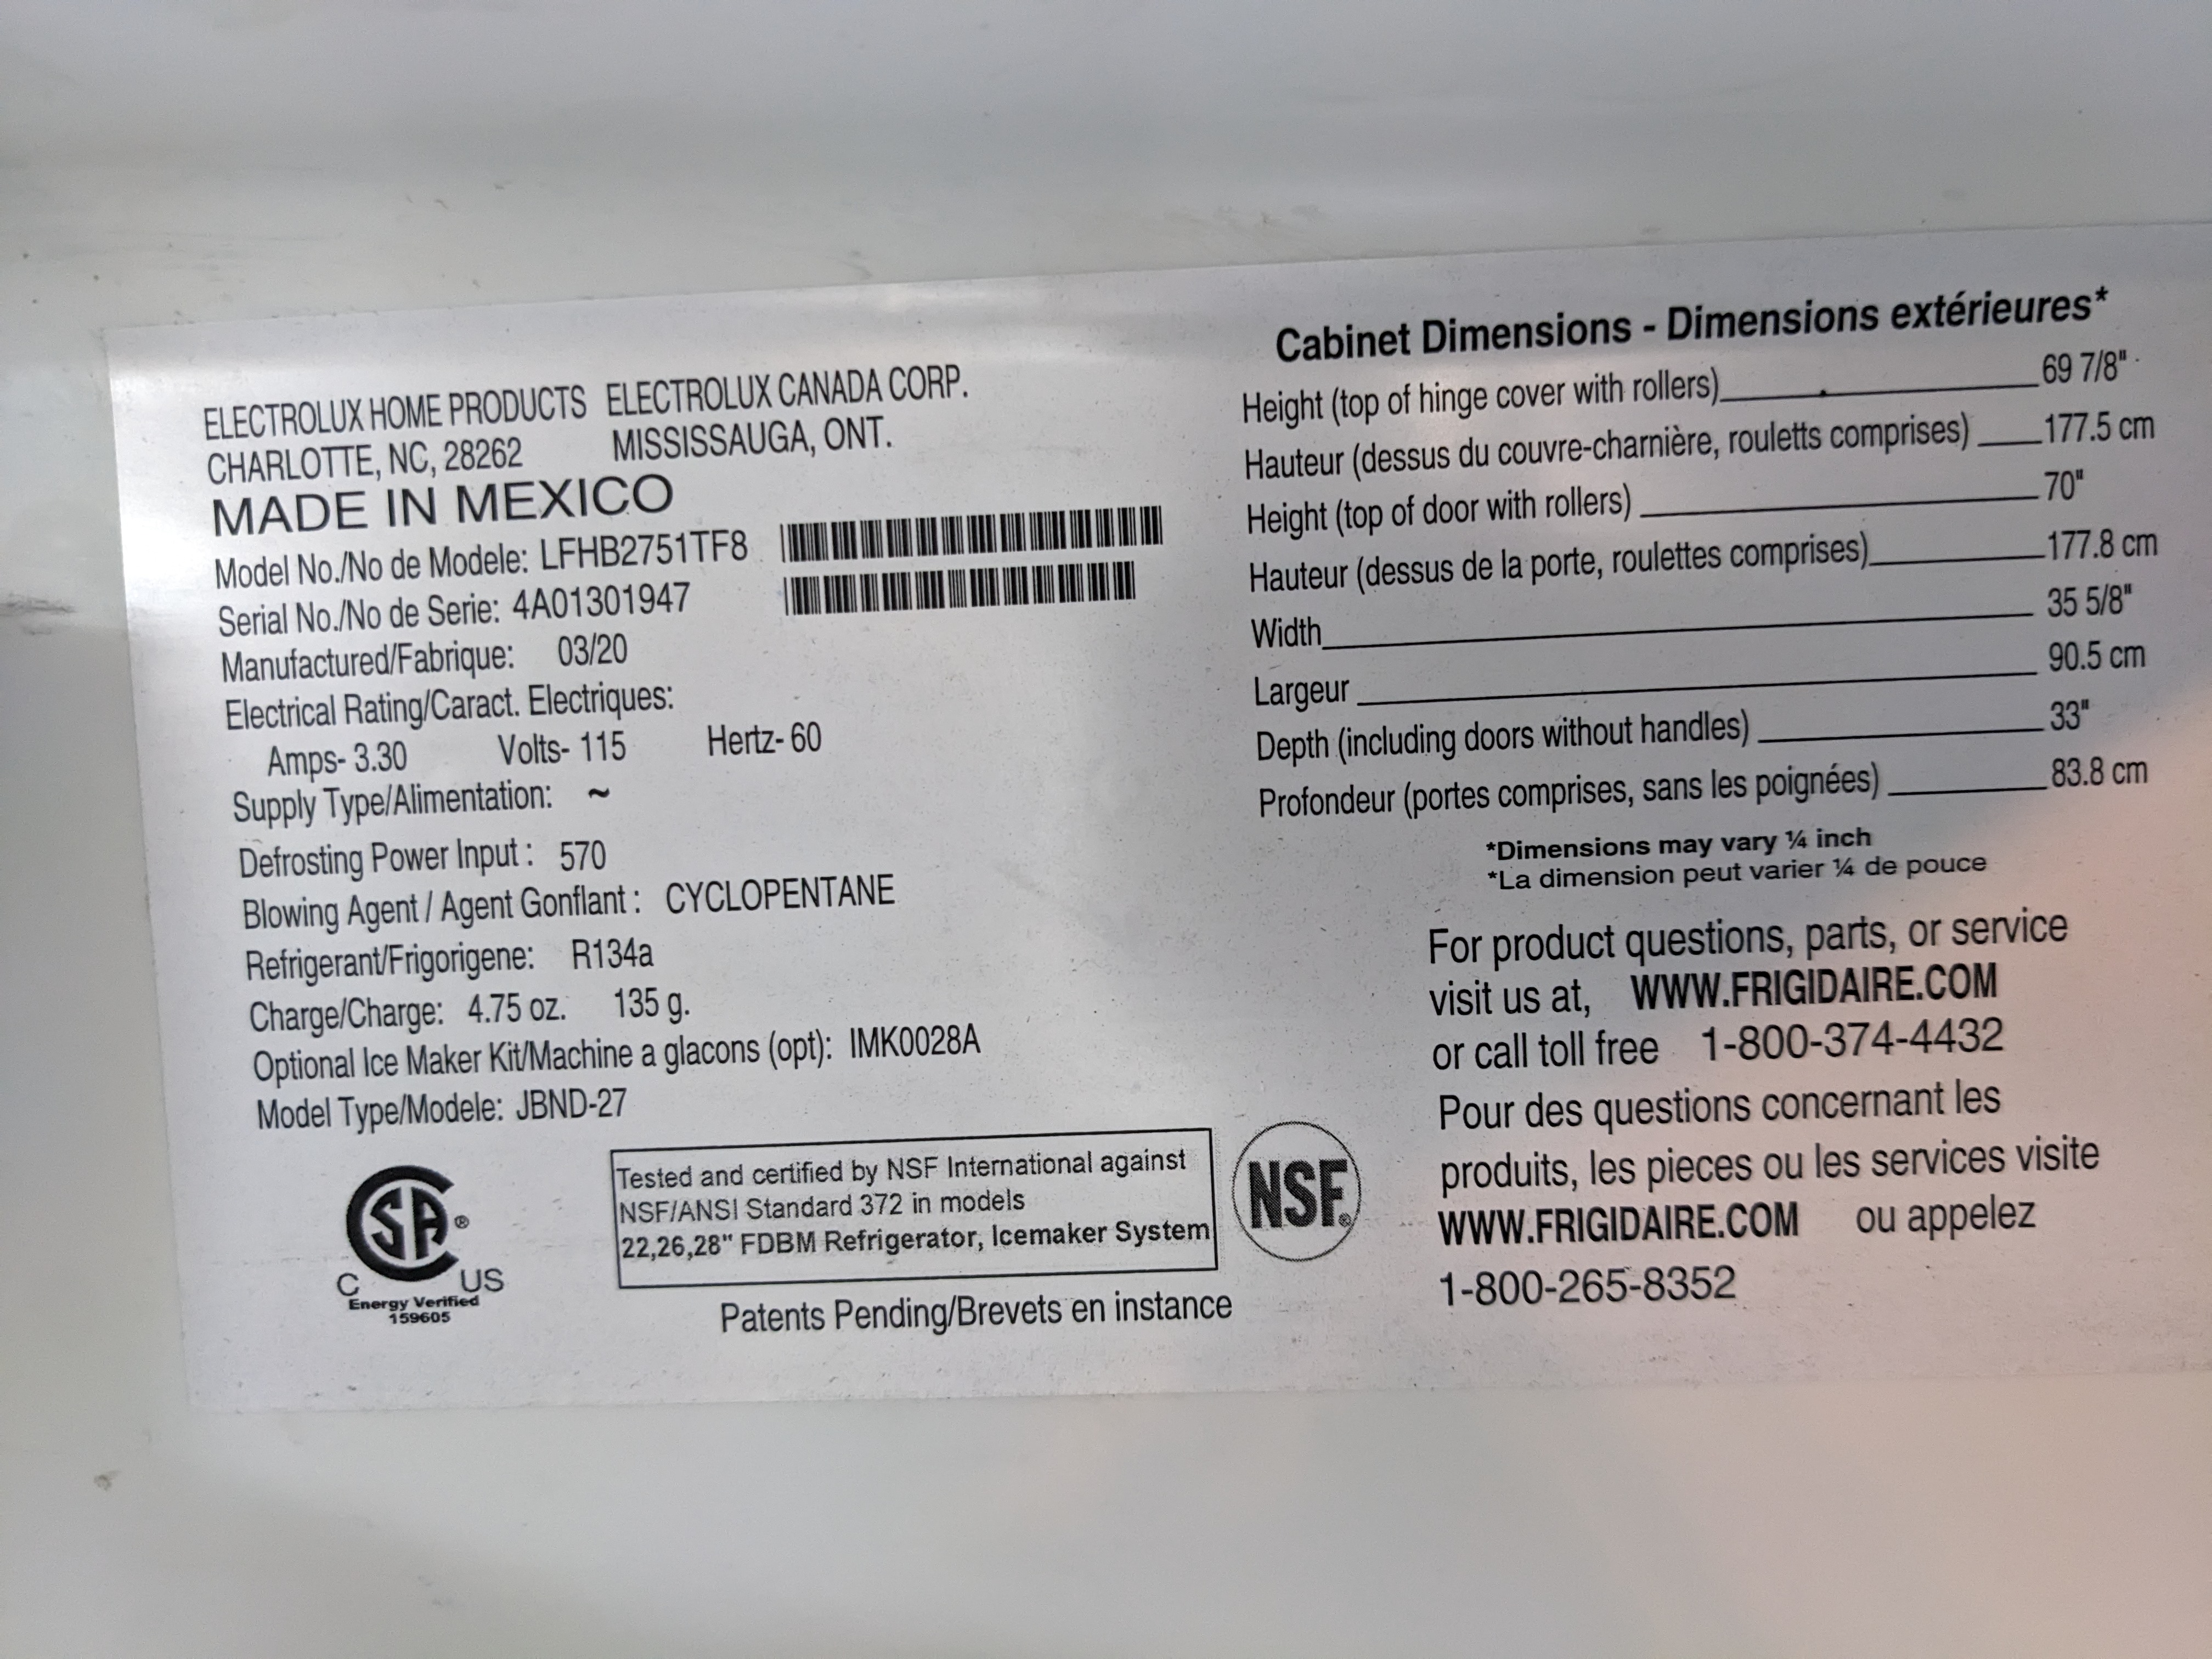 ELECTROLUX HOME PRODUCTS ELECTROLUX CANADA CORP.
CHARLOTTE, NC, 28262 MISSISSAUGA, ONT.
MADE IN MEXICO
Model No./No de Modele: LFHB2751TF8
Serial No./No de Serie: 4A01301947
Manufactured/Fabrique: 03/20
Electrical Rating/Caract. Electriques:
Amps- 3.30 Volts- 115 Hertz- 60
Supply Type/Alimentation: ~
Defrosting Power Input : 570
Blowing Agent / Agent Gonflant : CYCLOPENTANE
Refrigerant/Frigorigene: R134a
Charge/Charge: 4.75 oz. 135 g.
Optional Ice Maker Kit/Machine a glacons (opt): IMK0028A
Model Type/Modele: JBND-27
SA ®
C US
Energy Verified
159605
Tested and certified by NSF International against
NSF/ANSI Standard 372 in models
22,26,28" FDBM Refrigerator, Icemaker System
NSF®
Patents Pending/Brevets en instance
Cabinet Dimensions - Dimensions extérieures*
Height (top of hinge cover with rollers) 69 7/8"
Hauteur (dessus du couvre-charnière, rouletts comprises) 177.5 cm
Height (top of door with rollers) 70"
Hauteur (dessus de la porte, roulettes comprises) 177.8 cm
Width 35 5/8"
Largeur 90.5 cm
Depth (including doors without handles) 33"
Profondeur (portes comprises, sans les poignées) 83.8 cm
*Dimensions may vary ¼ inch
*La dimension peut varier ¼ de pouce
For product questions, parts, or service
visit us at, WWW.FRIGIDAIRE.COM
or call toll free 1-800-374-4432
Pour des questions concernant les
produits, les pieces ou les services visite
WWW.FRIGIDAIRE.COM ou appelez
1-800-265-8352